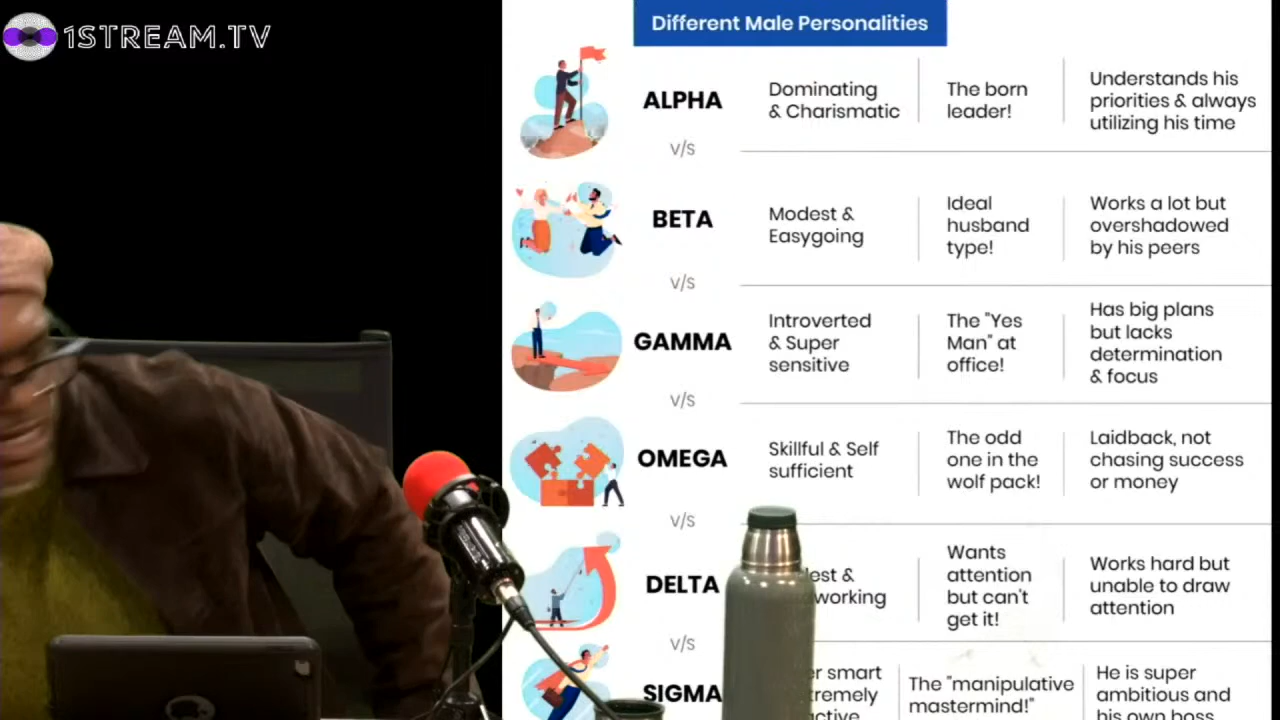 1STREAM.TV
Different Male Personalities
ALPHA
Dominating
& Charismatic
The born
leader!
Understands his
priorities & always
utilizing his time
v/s
BETA
Modest &
Easygoing
Ideal
husband
type!
Works a lot but
overshadowed
by his peers
v/s
GAMMA
Introverted
& Super
sensitive
The "Yes
Man" at
office!
Has big plans
but lacks
determination
& focus
v/s
OMEGA
Skillful & Self
sufficient
The odd
one in the
wolf pack!
Laidback, not
chasing success
or money
v/s
DELTA
&
working
Wants
attention
but can't
get it!
Works hard but
unable to draw
attention
v/s
SIGMA
smart
The "manipulative
mastermind!"
He is super
ambitious and
his own boss